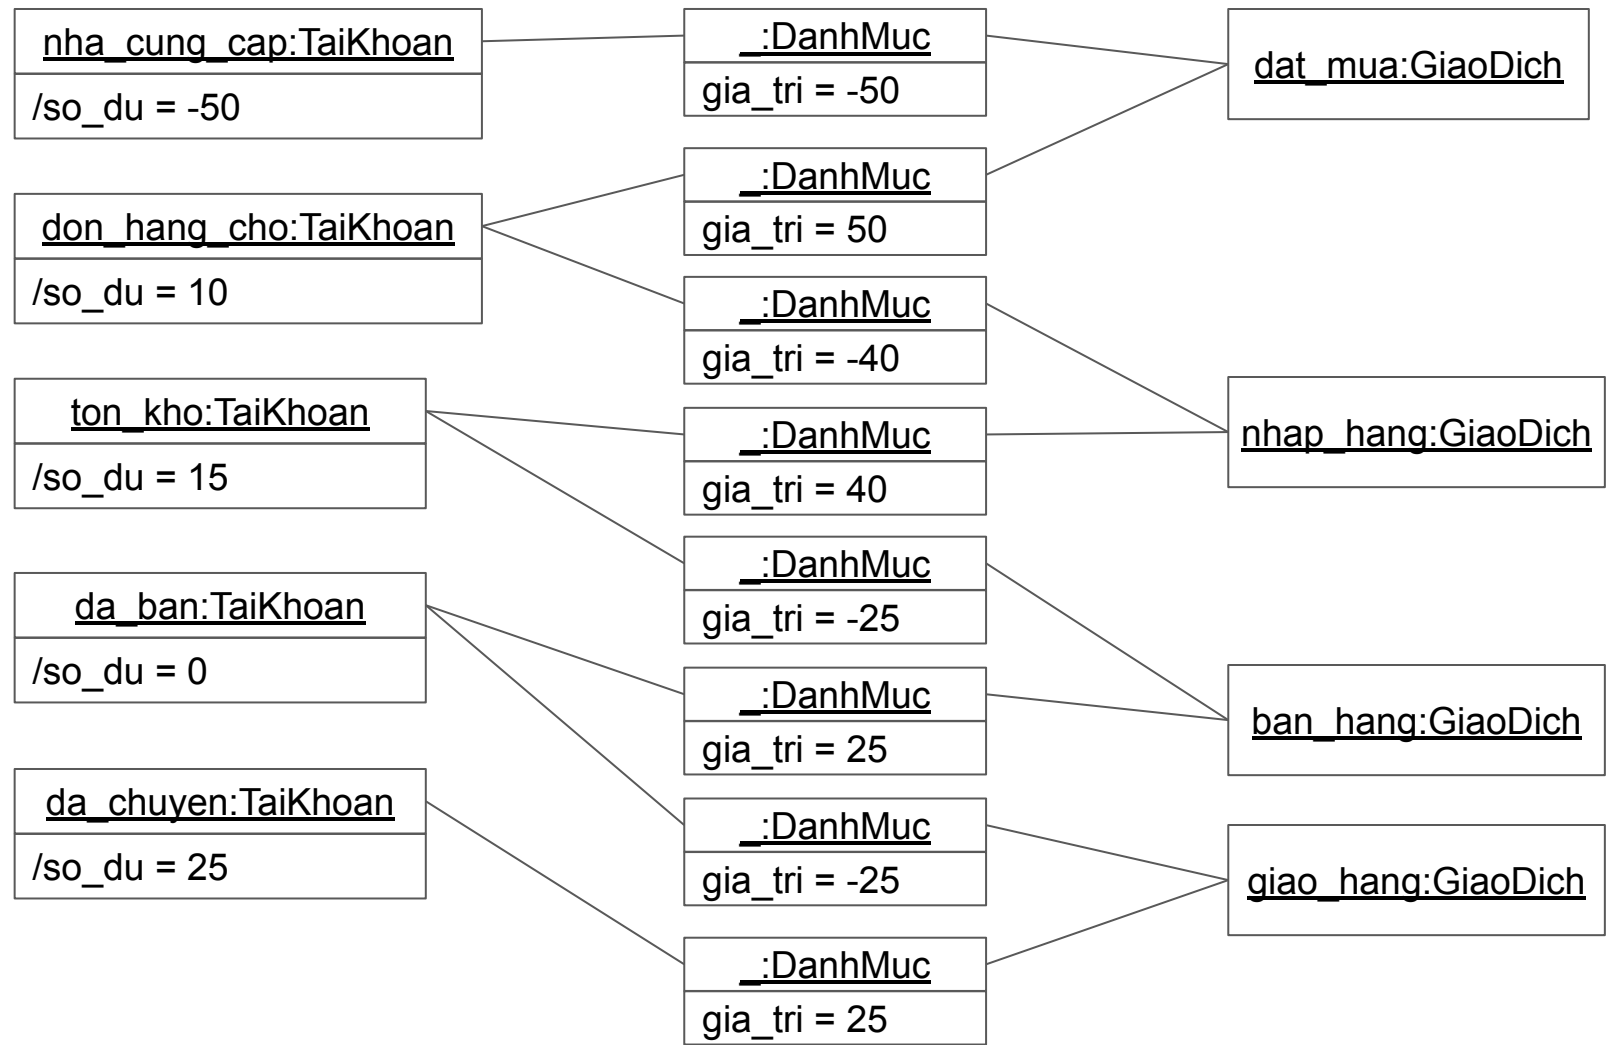 nha_cung_cap:TaiKhoan
/so_du = -50
don_hang_cho:TaiKhoan
/so_du = 10
ton_kho:TaiKhoan
/so_du = 15
da_ban:TaiKhoan
/so_du = 0
da_chuyen:TaiKhoan
/so_du = 25
_:DanhMuc
gia_tri = -50
_:DanhMuc
gia_tri = 50
_:DanhMuc
gia_tri = -40
_:DanhMuc
gia_tri = 40
_:DanhMuc
gia_tri = -25
_:DanhMuc
gia_tri = 25
_:DanhMuc
gia_tri = -25
_:DanhMuc
gia_tri = 25
dat_mua:GiaoDich
nhap_hang:GiaoDich
ban_hang:GiaoDich
giao_hang:GiaoDich